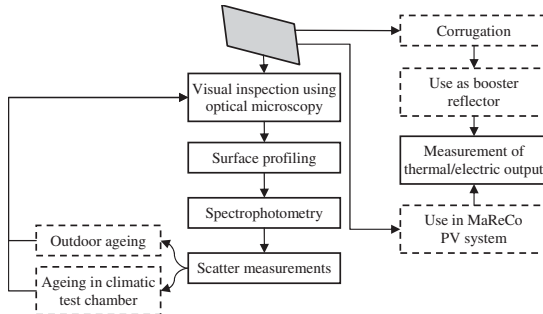 Corrugation
Visual inspection using
optical microscopy
Use as booster
reflector
Surface profiling
Measurement of
thermal/electric output
Spectrophotometry
Use in MaReCo
PV system
Outdoor ageing
Scatter measurements
Ageing in climatic
test chamber